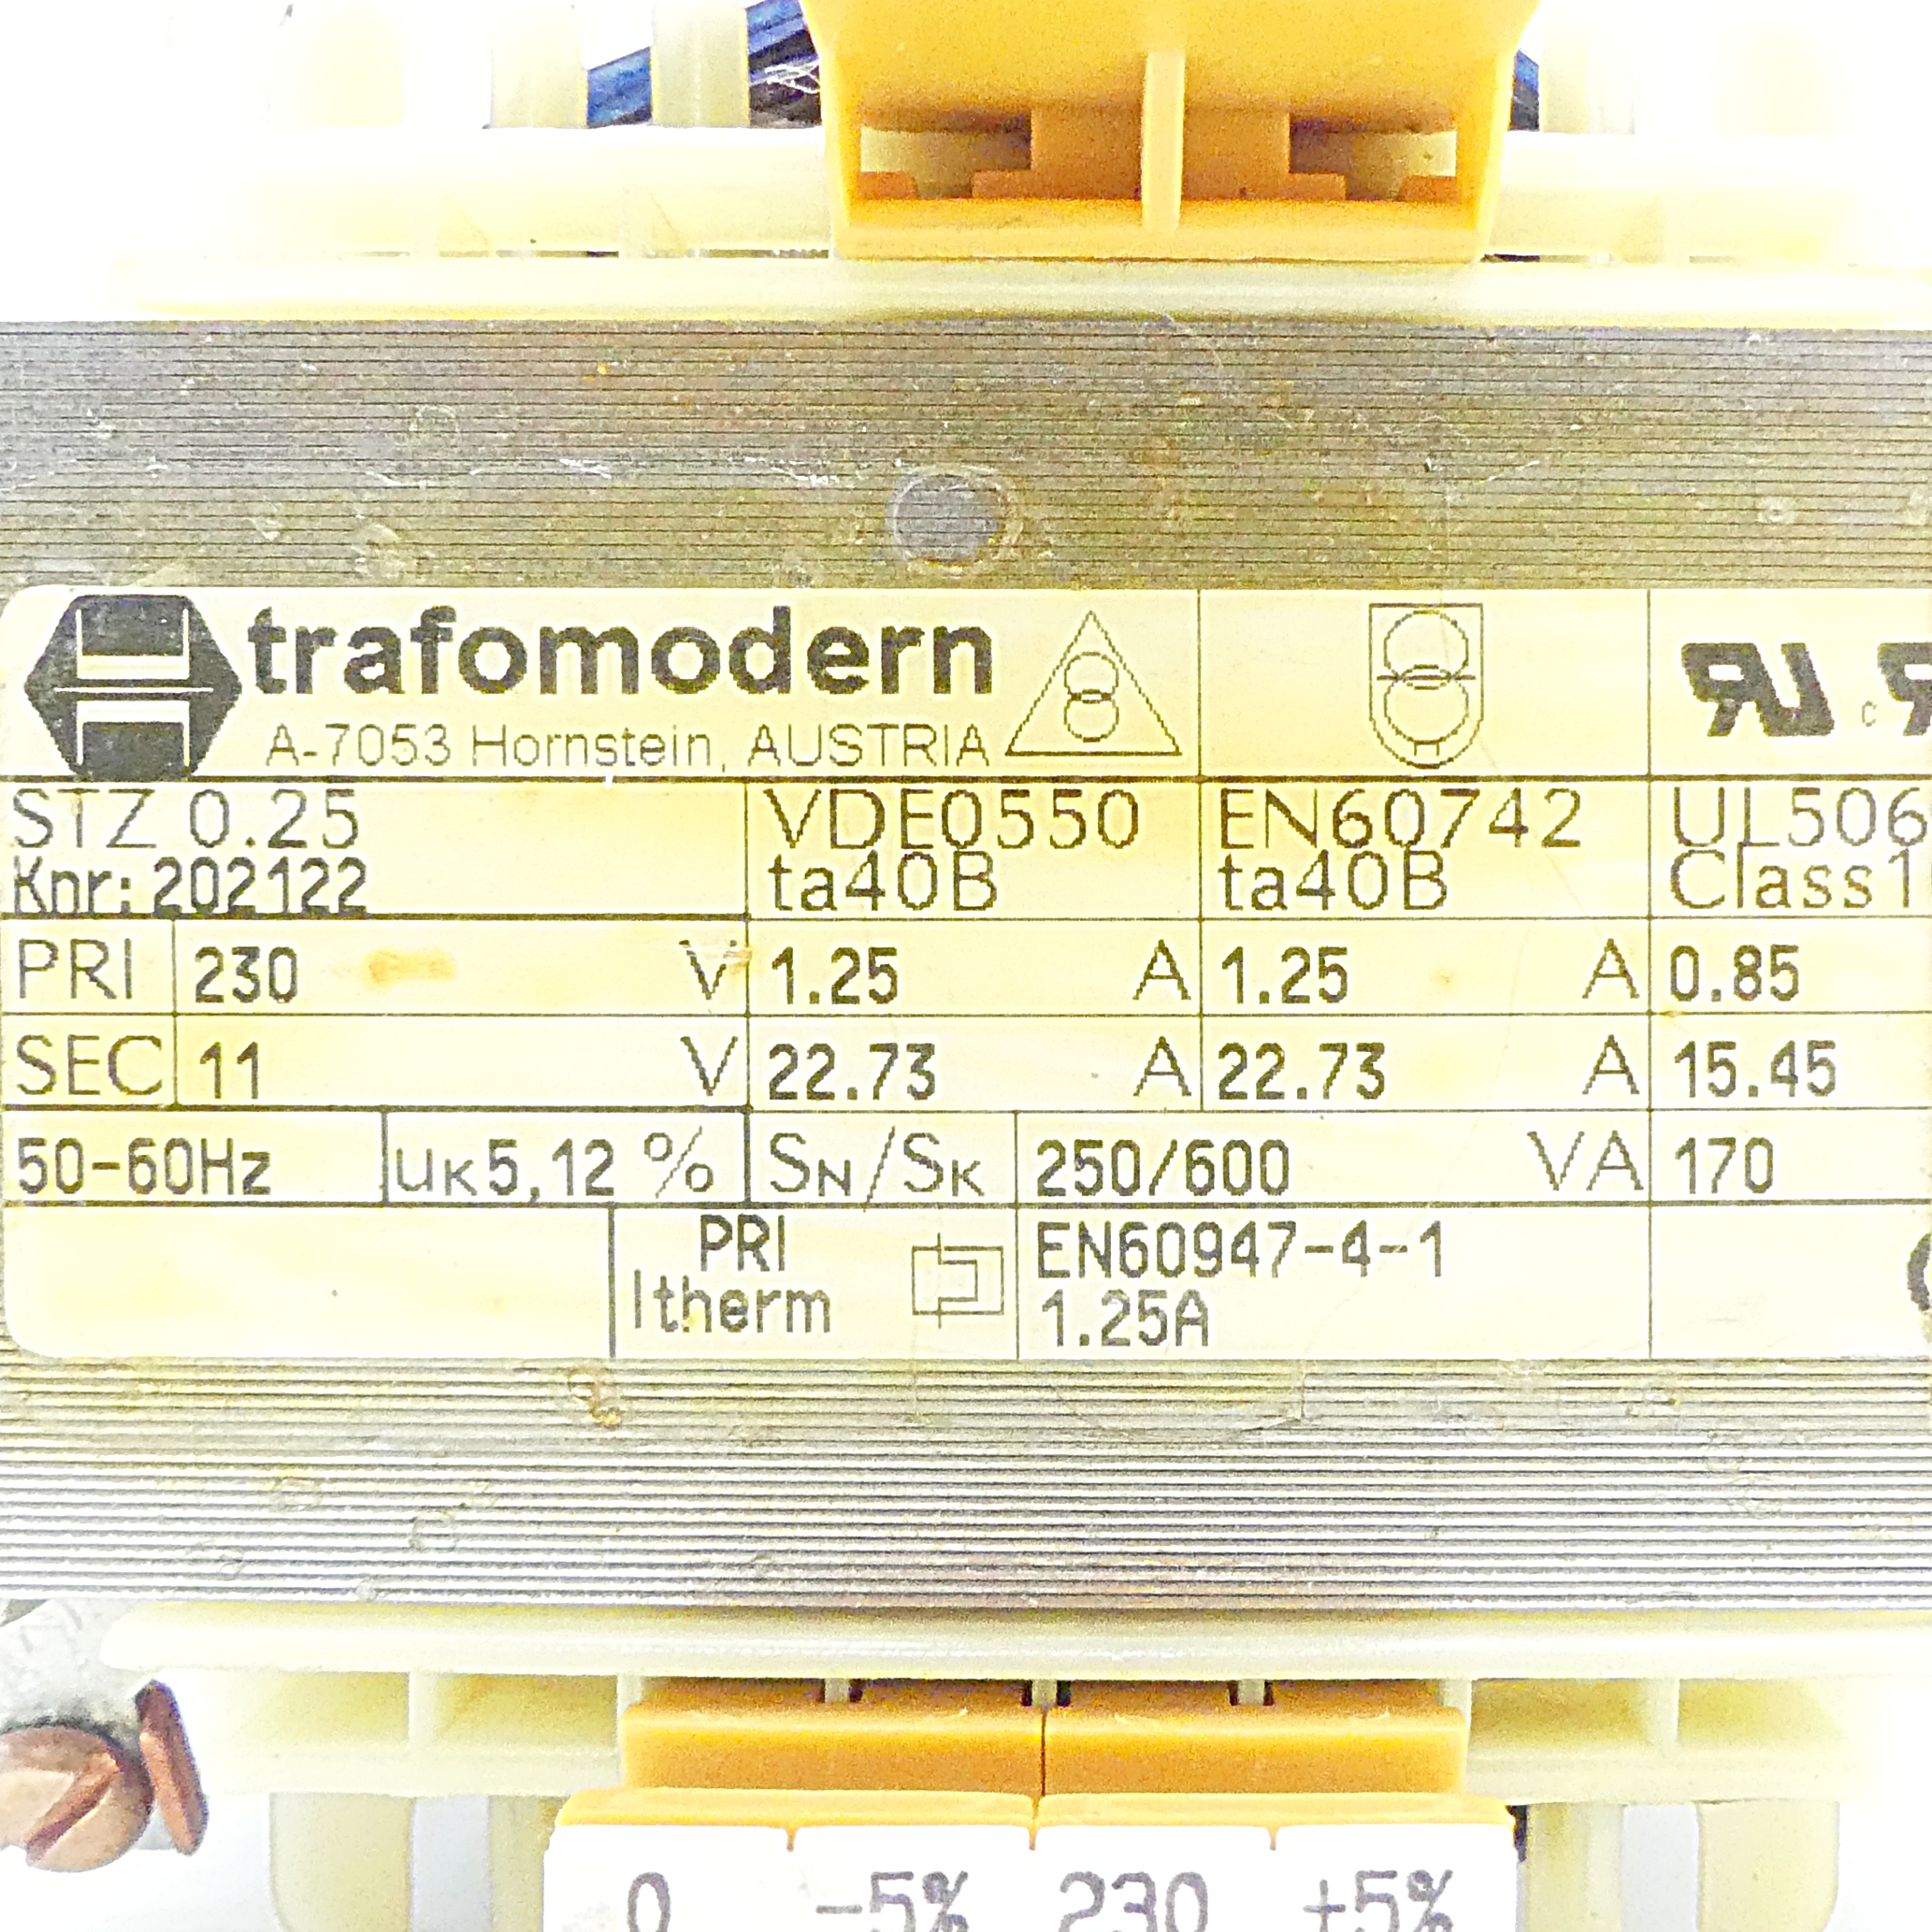 trafomodern
A-7053 Hornstein, AUSTRIA
STZ 0.25 VDE0550 EN60742 UL506
Knr: 202122 ta40B ta40B Class1
PRI 230 V 1.25 A 1.25 A 0.85
SEC 11 V 22.73 A 22.73 A 15.45
50-60Hz uK 5,12 % SN/SK 250/600 VA 170
PRI EN60947-4-1
Itherm 1.25A
0 -5% 230 +5%